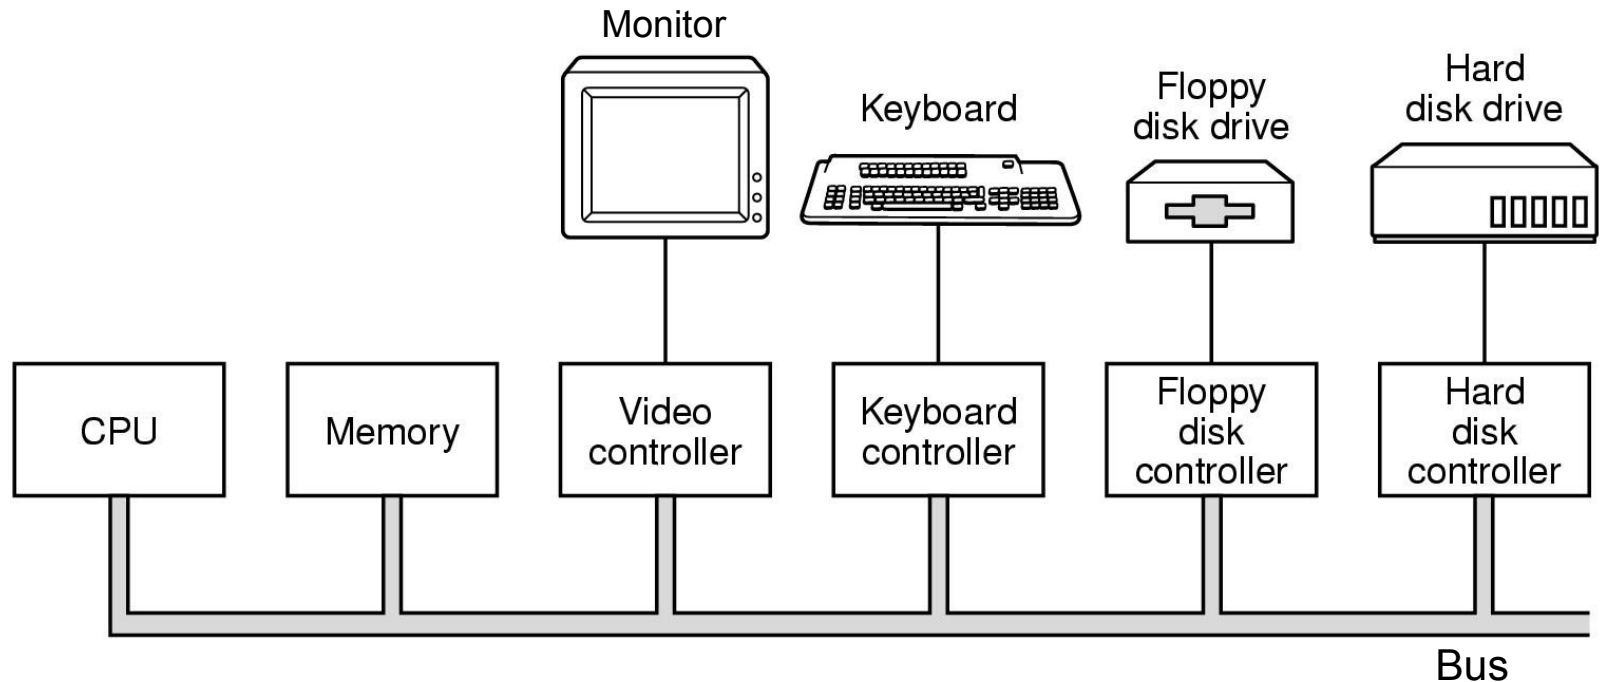 Monitor
Keyboard
Floppy
disk drive
Hard
disk drive
CPU
Memory
Video
controller
Keyboard
controller
Floppy
disk
controller
Hard
disk
controller
Bus